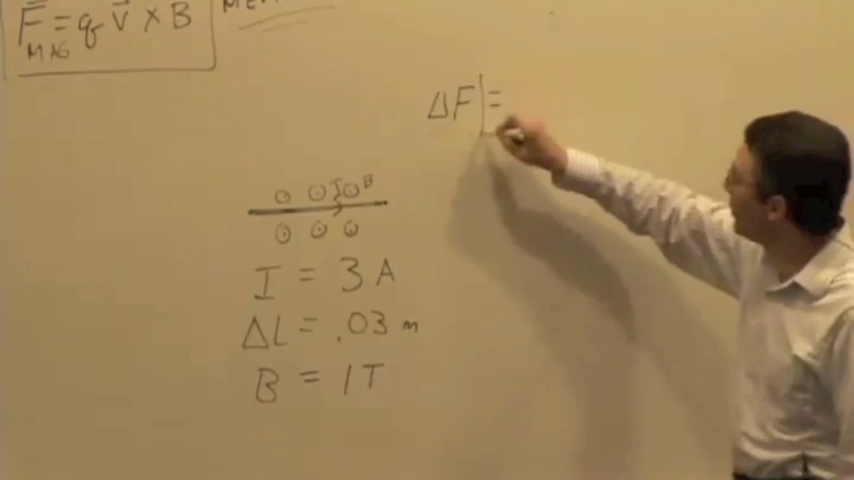 F⃗ = q v⃗ × B
MAG
ΔF| =
⊙ ⊙ I ⊙ B
⊙ ⊙ ⊙
I = 3 A
ΔL = .03 m
B = 1T